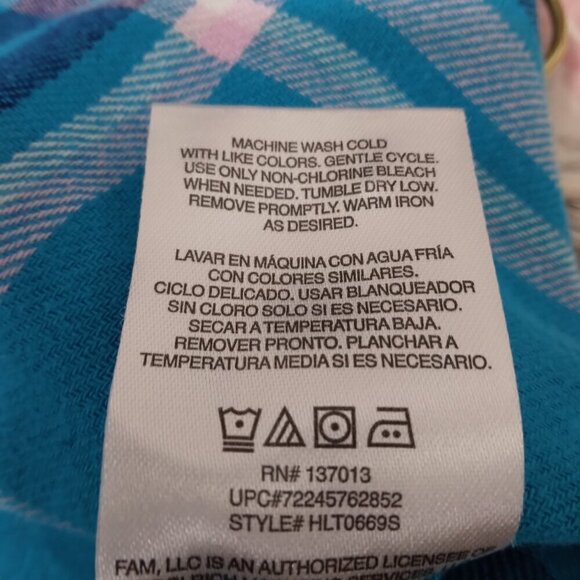 MACHINE WASH COLD
WITH LIKE COLORS. GENTLE CYCLE.
USE ONLY NON-CHLORINE BLEACH
WHEN NEEDED. TUMBLE DRY LOW.
REMOVE PROMPTLY. WARM IRON
AS DESIRED.
LAVAR EN MÁQUINA CON AGUA FRÍA
CON COLORES SIMILARES.
CICLO DELICADO. USAR BLANQUEADOR
SIN CLORO SOLO SI ES NECESARIO.
SECAR A TEMPERATURA BAJA.
REMOVER PRONTO. PLANCHAR A
TEMPERATURA MEDIA SI ES NECESARIO.
RN# 137013
UPC#72245762852
STYLE# HLT0669S
FAM, LLC IS AN AUTHORIZED LICENSEE OF